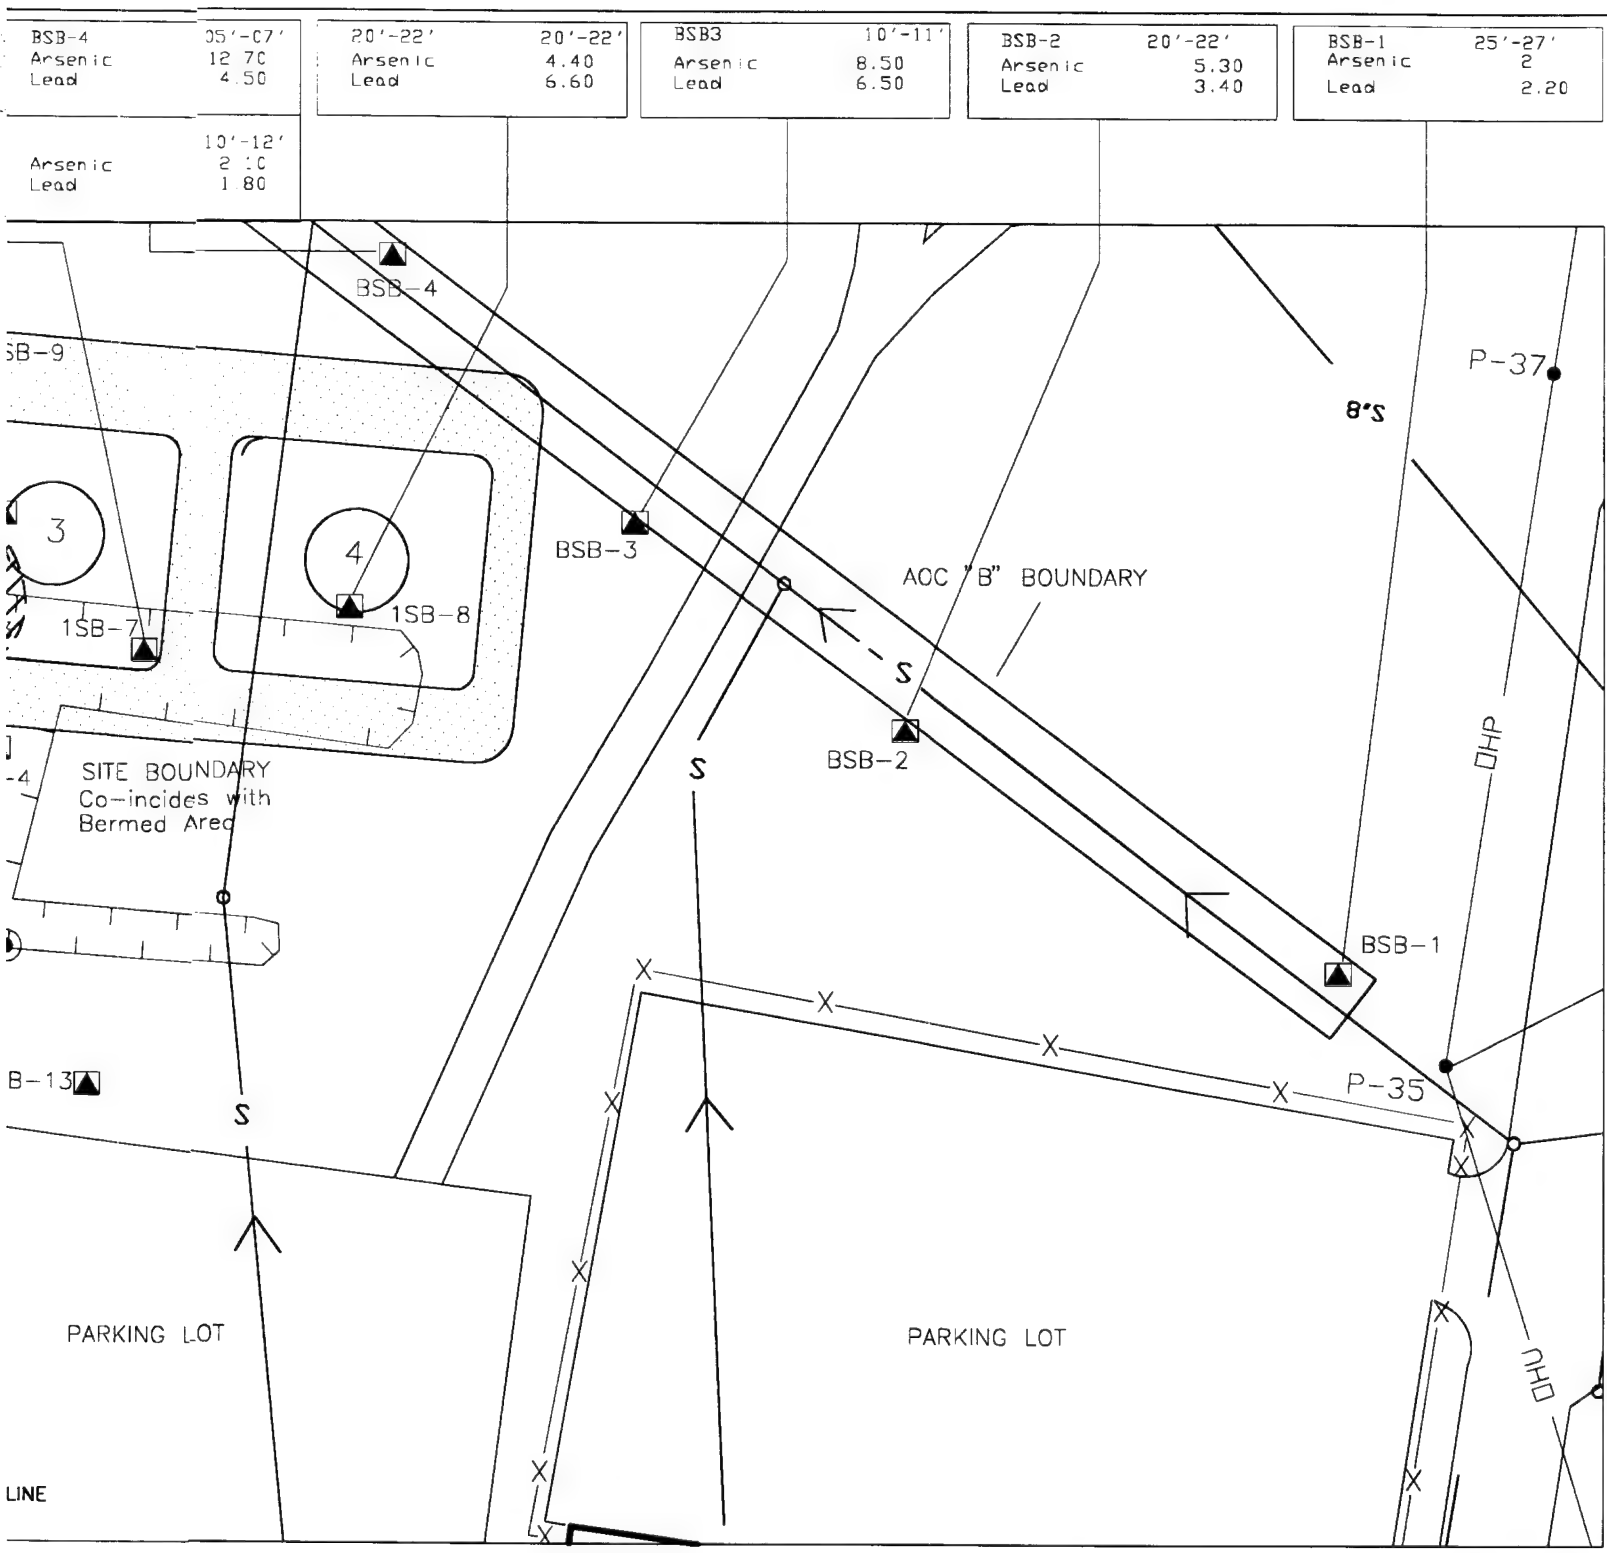 BSB-4 05'-07'
Arsenic 12 70
Lead 4.50
10'-12'
Arsenic 2.10
Lead 1 80
20'-22' 20'-22'
Arsenic 4.40
Lead 6.60
BSB3 10'-11'
Arsenic 8.50
Lead 6.50
BSB-2 20'-22'
Arsenic 5.30
Lead 3.40
BSB-1 25'-27'
Arsenic 2
Lead 2.20
BSB-4
SB-9
P-37
8"S
3
4
BSB-3
AOC "B" BOUNDARY
1SB-7
1SB-8
S
OHP
BSB-2
S
-4
SITE BOUNDARY
Co-incides with
Bermed Area
BSB-1
X
X
X
X
X
X
X
X
P-35
B-13
S
X
X
PARKING LOT
PARKING LOT
OHU
X
X
LINE
X